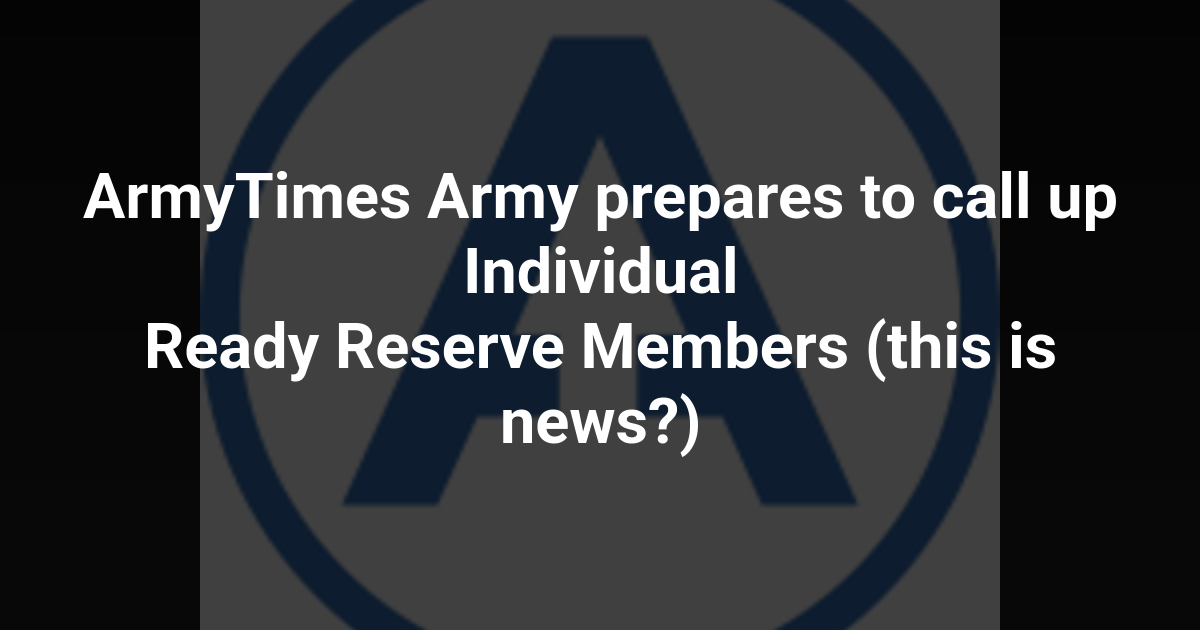 ArmyTimes Army prepares to call up
Individual
Ready Reserve Members (this is
news?)